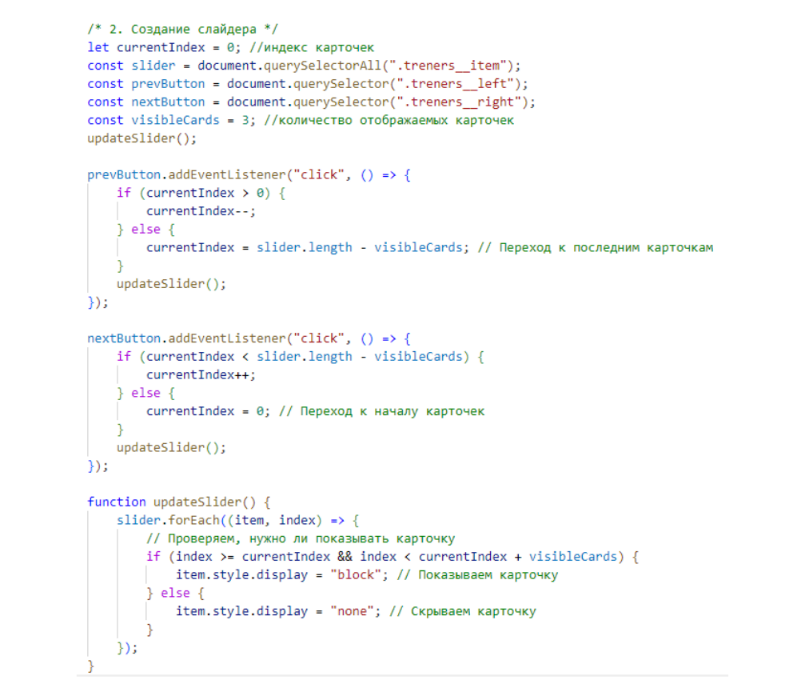 /* 2. Создание слайдера */
let currentIndex = 0; //индекс карточек
const slider = document.querySelectorAll(".treners__item");
const prevButton = document.querySelector(".treners__left");
const nextButton = document.querySelector(".treners__right");
const visibleCards = 3; //количество отображаемых карточек
updateSlider();

prevButton.addEventListener("click", () => {
    if (currentIndex > 0) {
        currentIndex--;
    } else {
        currentIndex = slider.length - visibleCards; // Переход к последним карточкам
    }
    updateSlider();
});

nextButton.addEventListener("click", () => {
    if (currentIndex < slider.length - visibleCards) {
        currentIndex++;
    } else {
        currentIndex = 0; // Переход к началу карточек
    }
    updateSlider();
});

function updateSlider() {
    slider.forEach((item, index) => {
        // Проверяем, нужно ли показывать карточку
        if (index >= currentIndex && index < currentIndex + visibleCards) {
            item.style.display = "block"; // Показываем карточку
        } else {
            item.style.display = "none"; // Скрываем карточку
        }
    });
}